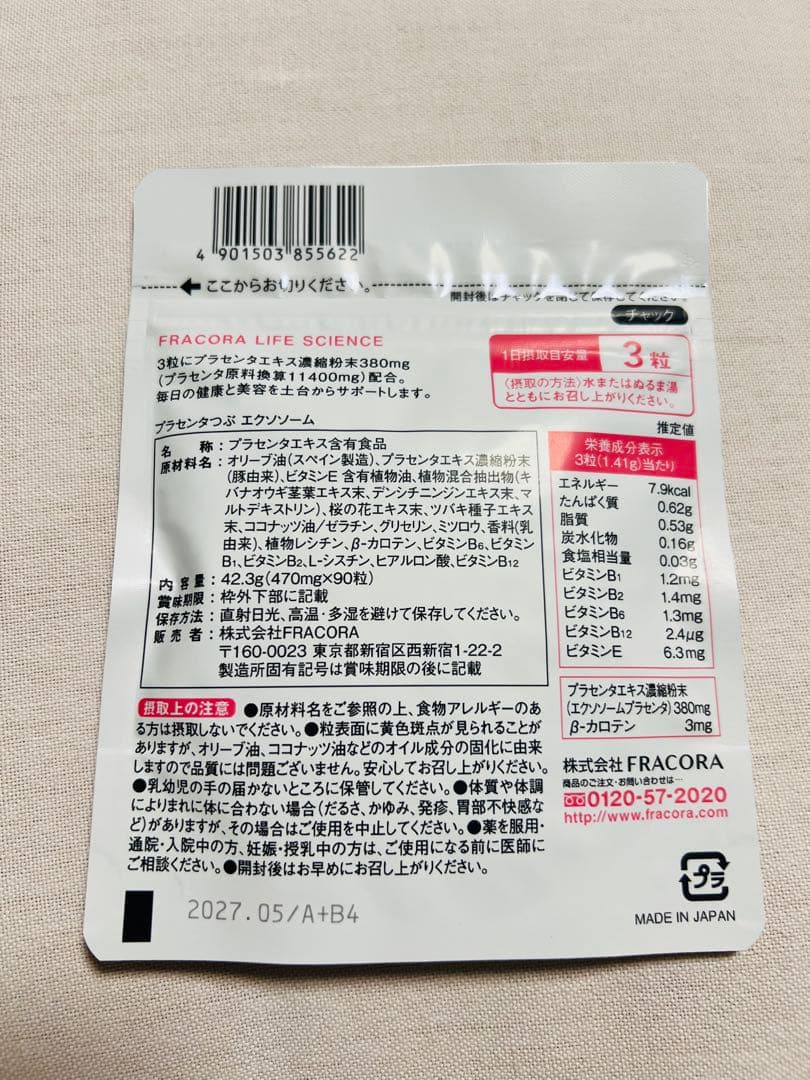 4 901503 855622
ここからお切りください。
開封後はチャックを閉じて保存してください。
チャック
FRACORA LIFE SCIENCE
3粒にプラセンタエキス濃縮粉末380mg
(プラセンタ原料換算11400mg)配合。
毎日の健康と美容を土台からサポートします。
1日摂取目安量 3粒
(摂取の方法)水またはぬるま湯
とともにお召し上がりください。
プラセンタつぶ エクソソーム
名 称：プラセンタエキス含有食品
原材料名：オリーブ油(スペイン製造)、プラセンタエキス濃縮粉末
(豚由来)、ビタミンE 含有植物油、植物混合抽出物(キ
バナオウギ茎葉エキス末、デンシチニンジンエキス末、マ
ルトデキストリン)、桜の花エキス末、ツバキ種子エキス
末、ココナッツ油/ゼラチン、グリセリン、ミツロウ、香料(乳
由来)、植物レシチン、β-カロテン、ビタミンB6、ビタミン
B1、ビタミンB2、L-シスチン、ヒアルロン酸、ビタミンB12
内 容 量：42.3g(470mg×90粒)
賞味期限：枠外下部に記載
保存方法：直射日光、高温・多湿を避けて保存してください。
販 売 者：株式会社FRACORA
〒160-0023 東京都新宿区西新宿1-22-2
製造所固有記号は賞味期限の後に記載
推定値
栄養成分表示
3粒(1.41g)当たり
エネルギー 7.9kcal
たんぱく質 0.62g
脂質 0.53g
炭水化物 0.16g
食塩相当量 0.03g
ビタミンB1 1.2mg
ビタミンB2 1.4mg
ビタミンB6 1.3mg
ビタミンB12 2.4μg
ビタミンE 6.3mg
プラセンタエキス濃縮粉末
(エクソソームプラセンタ) 380mg
β-カロテン 3mg
摂取上の注意 ●原材料名をご参照の上、食物アレルギーのあ
る方は摂取しないでください。●粒表面に黄色斑点が見られることが
ありますが、オリーブ油、ココナッツ油などのオイル成分の固化に由来
しますので品質には問題ございません。安心してお召し上がりください。
●乳幼児の手の届かないところに保管してください。●体質や体調
によりまれに体に合わない場合(だるさ、かゆみ、発疹、胃部不快感な
ど)がありますが、その場合はご使用を中止してください。●薬を服用・
通院・入院中の方、妊娠・授乳中の方は、ご使用になる前に医師に
ご相談ください。●開封後はお早めにお召し上がりください。
株式会社 FRACORA
商品のご注文・お問い合わせは…
0120-57-2020
http://www.fracora.com
プラ
MADE IN JAPAN
2027.05/A+B4